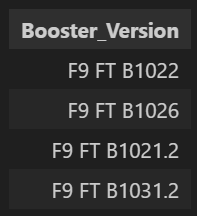 Booster_Version
F9 FT B1022
F9 FT B1026
F9 FT B1021.2
F9 FT B1031.2